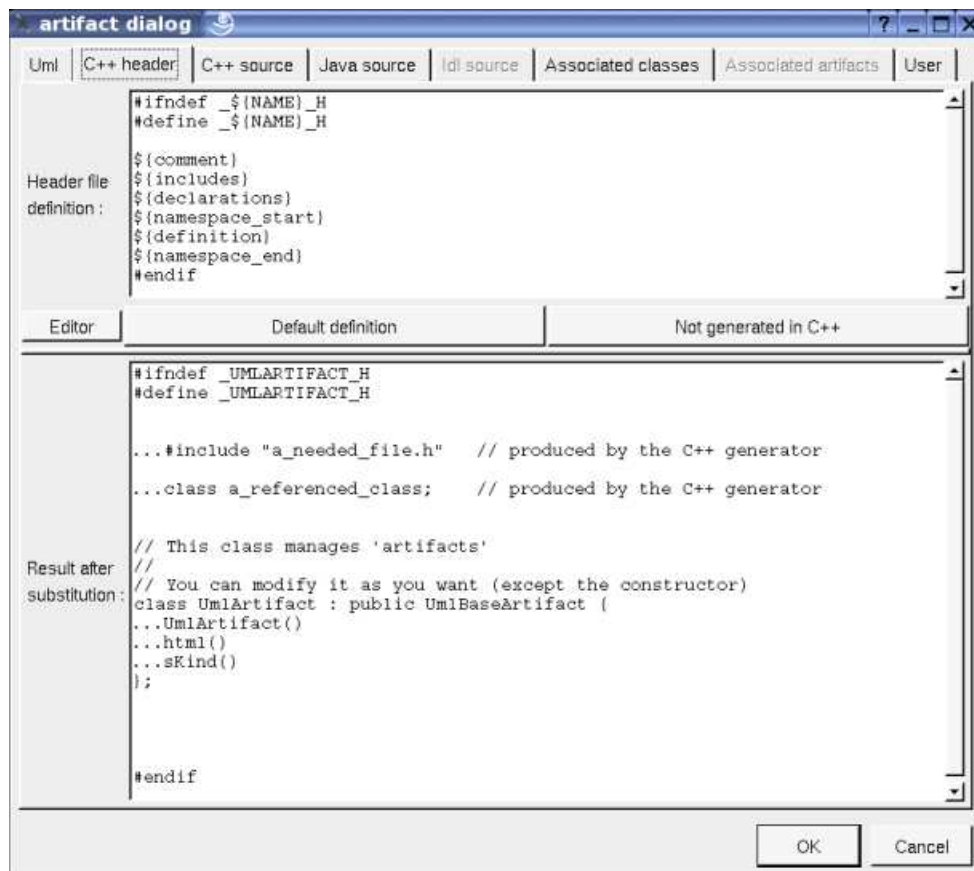 artifact dialog
Uml C++ header C++ source Java source Idl source Associated classes Associated artifacts User
Header file
definition :
#ifndef _${NAME}_H
#define _${NAME}_H
${comment}
${includes}
${declarations}
${namespace_start}
${definition}
${namespace_end}
#endif
Editor Default definition Not generated in C++
Result after
substitution :
#ifndef _UMLARTIFACT_H
#define _UMLARTIFACT_H
...#include "a_needed_file.h" // produced by the C++ generator
...class a_referenced_class; // produced by the C++ generator
// This class manages 'artifacts'
//
// You can modify it as you want (except the constructor)
class UmlArtifact : public UmlBaseArtifact {
...UmlArtifact()
...html()
...sKind()
};
#endif
OK Cancel